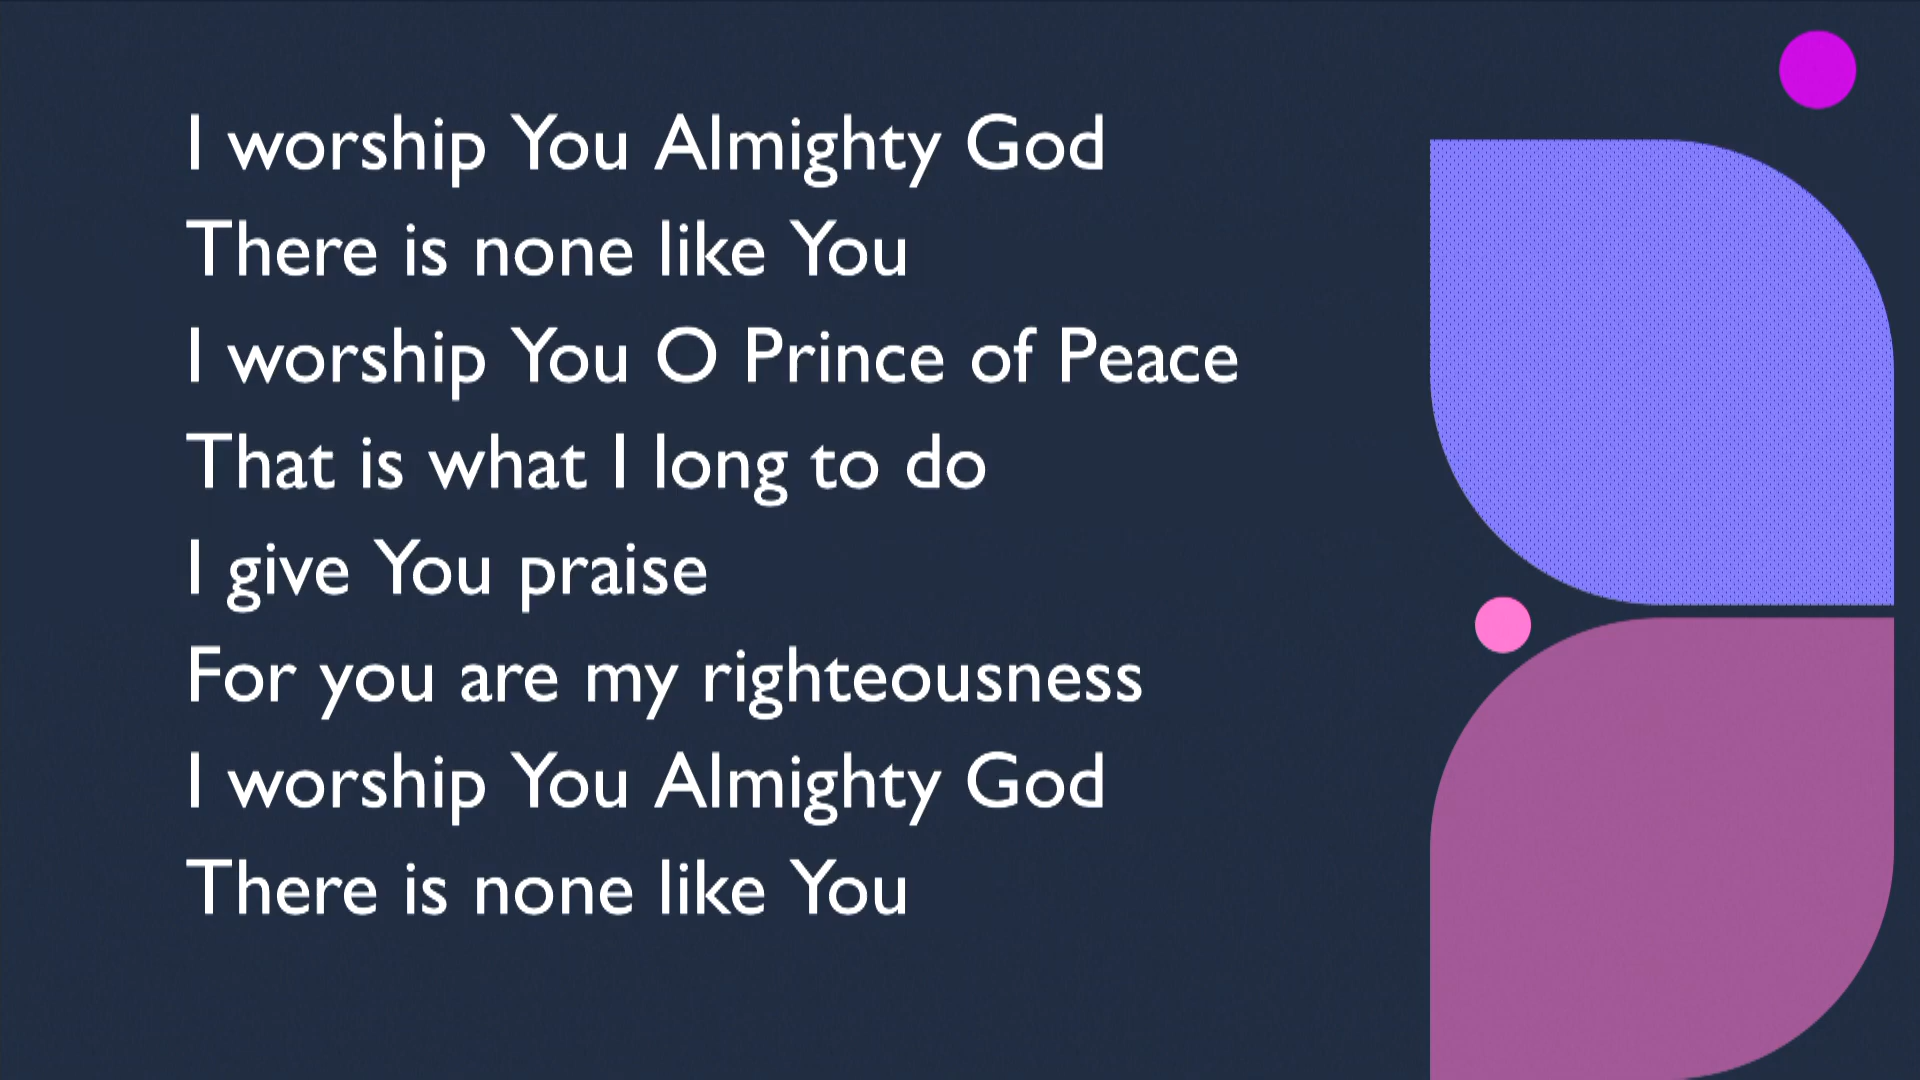 I worship You Almighty God
There is none like You
I worship You O Prince of Peace
That is what I long to do
I give You praise
For you are my righteousness
I worship You Almighty God
There is none like You